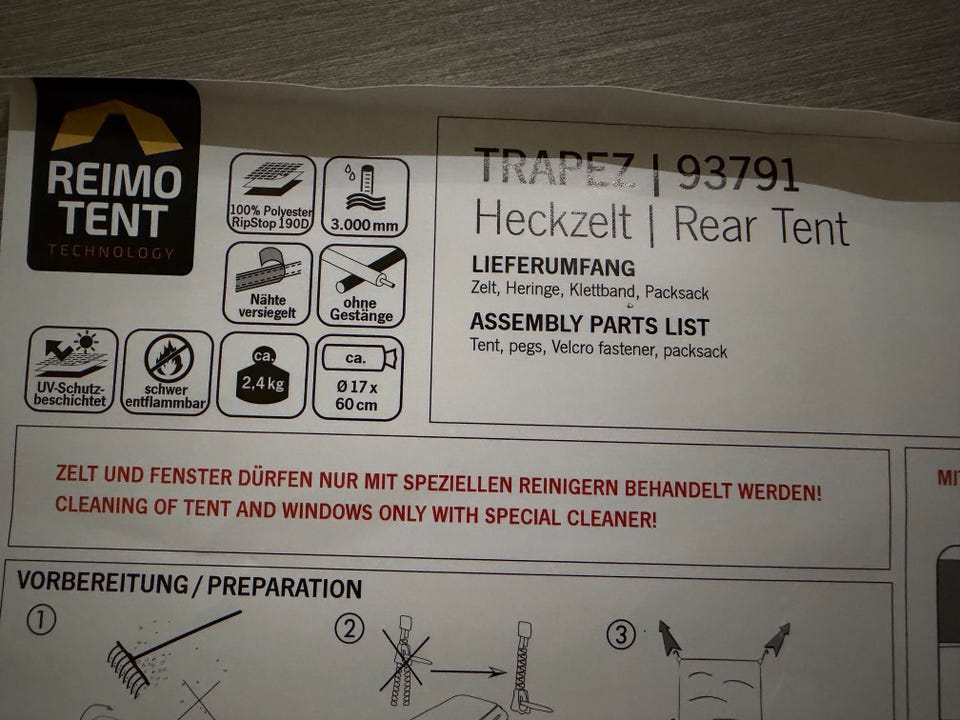 REIMO
TENT
TECHNOLOGY
100% Polyester
RipStop 190D
3.000 mm
Nähte
versiegelt
ohne
Gestänge
UV-Schutz-
beschichtet
schwer
entflammbar
ca.
2,4 kg
ca.
Ø 17 x
60 cm
TRAPEZ | 93791
Heckzelt | Rear Tent
LIEFERUMFANG
Zelt, Heringe, Klettband, Packsack
ASSEMBLY PARTS LIST
Tent, pegs, Velcro fastener, packsack
ZELT UND FENSTER DÜRFEN NUR MIT SPEZIELLEN REINIGERN BEHANDELT WERDEN!
CLEANING OF TENT AND WINDOWS ONLY WITH SPECIAL CLEANER!
VORBEREITUNG / PREPARATION
1
2
3